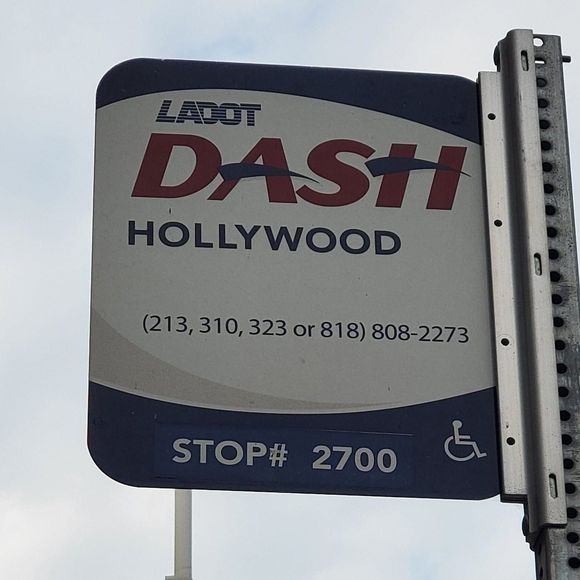 LADOT
DASH
HOLLYWOOD
(213, 310, 323 or 818) 808-2273
STOP# 2700